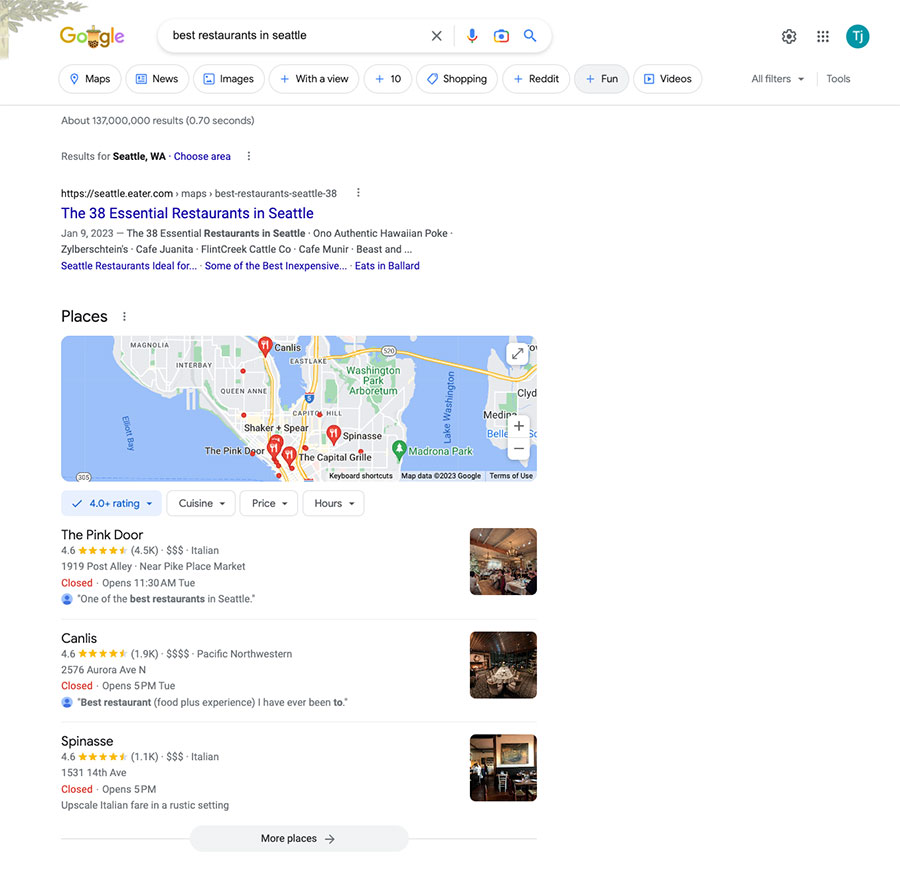 Google
best restaurants in seattle
Tj
Maps
News
Images
With a view
10
Shopping
Reddit
Fun
Videos
All filters
Tools
About 137,000,000 results (0.70 seconds)
Results for Seattle, WA · Choose area
https://seattle.eater.com › maps › best-restaurants-seattle-38
The 38 Essential Restaurants in Seattle
Jan 9, 2023 — The 38 Essential Restaurants in Seattle · Ono Authentic Hawaiian Poke ·
Zylberschtein's · Cafe Juanita · FlintCreek Cattle Co · Cafe Munir · Beast and ...
Seattle Restaurants Ideal for... · Some of the Best Inexpensive... · Eats in Ballard
Places
MAGNOLIA
Canlis
520
INTERBAY
EASTLAKE
Washington
Park
Arboretum
QUEEN ANNE
5
Clyd
CAPITOL HILL
Medina
Elliott Bay
Lake Washington
Shaker + Spear
Spinasse
Belle
The Pink Door
The Capital Grille
Madrona Park
305
Keyboard shortcuts
Map data ©2023 Google
Terms of Use
4.0+ rating
Cuisine
Price
Hours
The Pink Door
4.6 (4.5K) · $$$ · Italian
1919 Post Alley · Near Pike Place Market
Closed · Opens 11:30 AM Tue
"One of the best restaurants in Seattle."
Canlis
4.6 (1.9K) · $$$$ · Pacific Northwestern
2576 Aurora Ave N
Closed · Opens 5 PM Tue
"Best restaurant (food plus experience) I have ever been to."
Spinasse
4.6 (1.1K) · $$$ · Italian
1531 14th Ave
Closed · Opens 5 PM
Upscale Italian fare in a rustic setting
More places